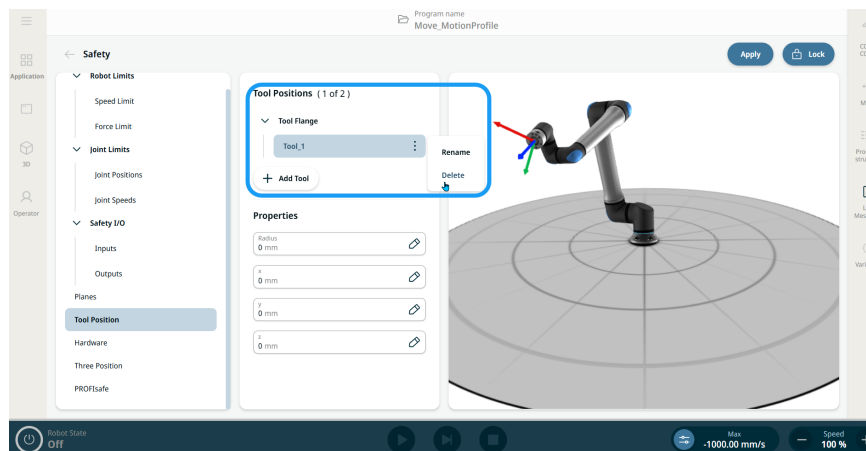 Program name
Move_MotionProfile
Safety
Apply
Lock
Application
3D
Operator
Robot Limits
Speed Limit
Force Limit
Joint Limits
Joint Positions
Joint Speeds
Safety I/O
Inputs
Outputs
Planes
Tool Position
Hardware
Three Position
PROFIsafe
Tool Positions ( 1 of 2 )
Tool Flange
Tool_1
Rename
Delete
+ Add Tool
Properties
Radius
0 mm
x
0 mm
y
0 mm
z
0 mm
Robot State
Off
Max
-1000.00 mm/s
Speed
100 %